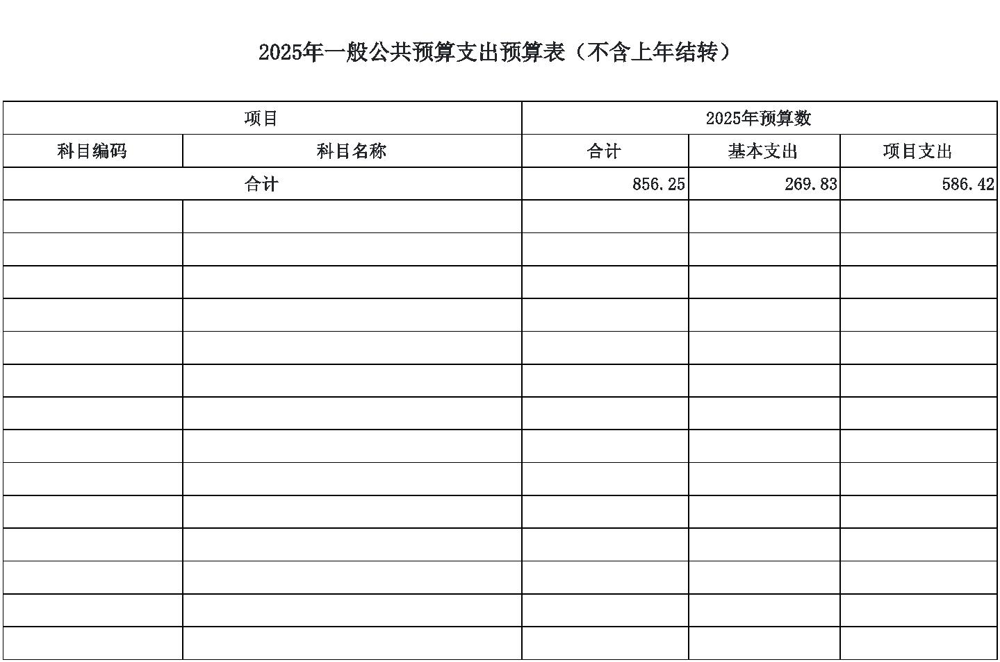 2025年一般公共预算支出预算表（不含上年结转）
项目 2025年预算数
科目编码 科目名称 合计 基本支出 项目支出
合计 856.25 269.83 586.42